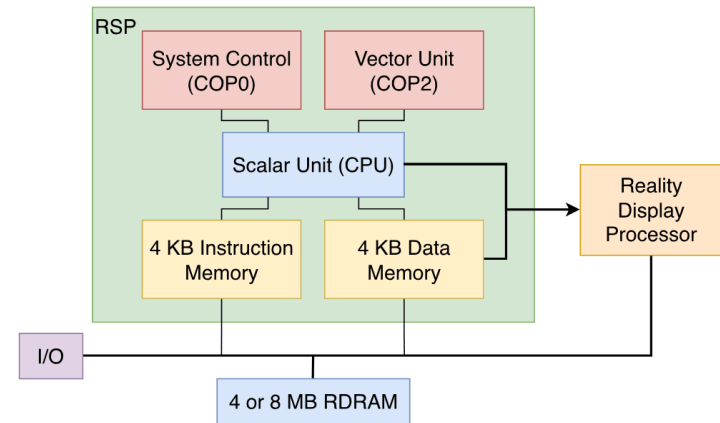 RSP
System Control
(COP0)
Vector Unit
(COP2)
Scalar Unit (CPU)
4 KB Instruction
Memory
4 KB Data
Memory
Reality
Display
Processor
I/O
4 or 8 MB RDRAM